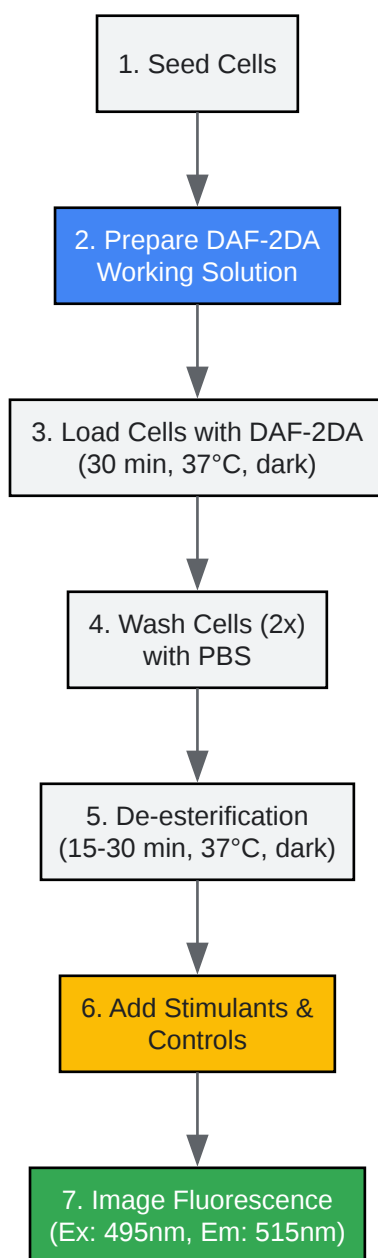 1. Seed Cells
2. Prepare DAF-2DA
Working Solution
3. Load Cells with DAF-2DA
(30 min, 37°C, dark)
4. Wash Cells (2x)
with PBS
5. De-esterification
(15-30 min, 37°C, dark)
6. Add Stimulants &
Controls
7. Image Fluorescence
(Ex: 495nm, Em: 515nm)